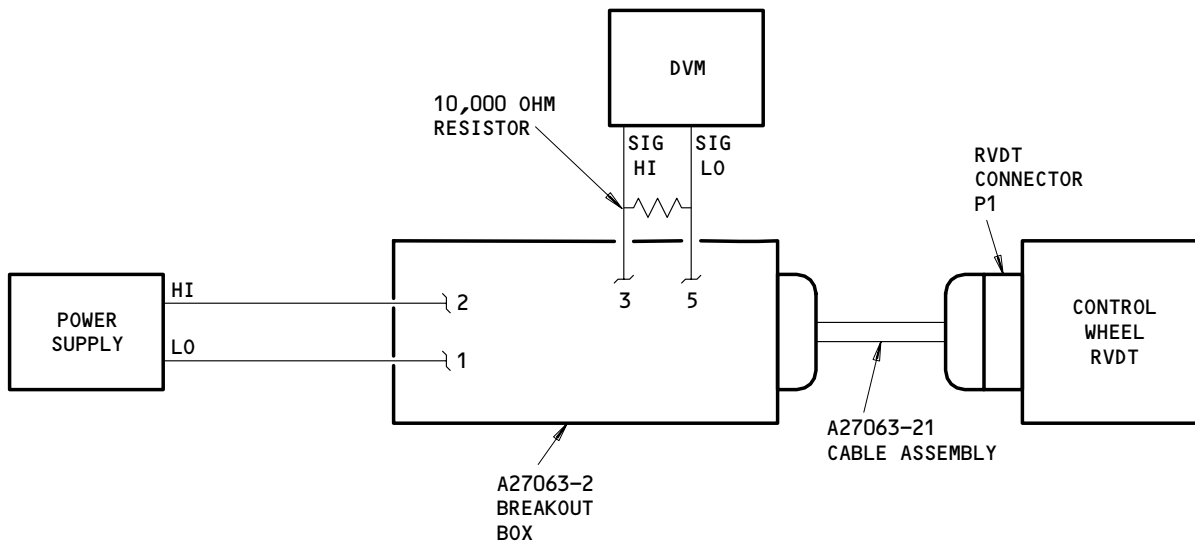 DVM
10,000 OHM
RESISTOR
SIG
HI
SIG
LO
RVDT
CONNECTOR
P1
POWER
SUPPLY
HI
LO
2
1
3
5
CONTROL
WHEEL
RVDT
A27063-21
CABLE ASSEMBLY
A27063-2
BREAKOUT
BOX